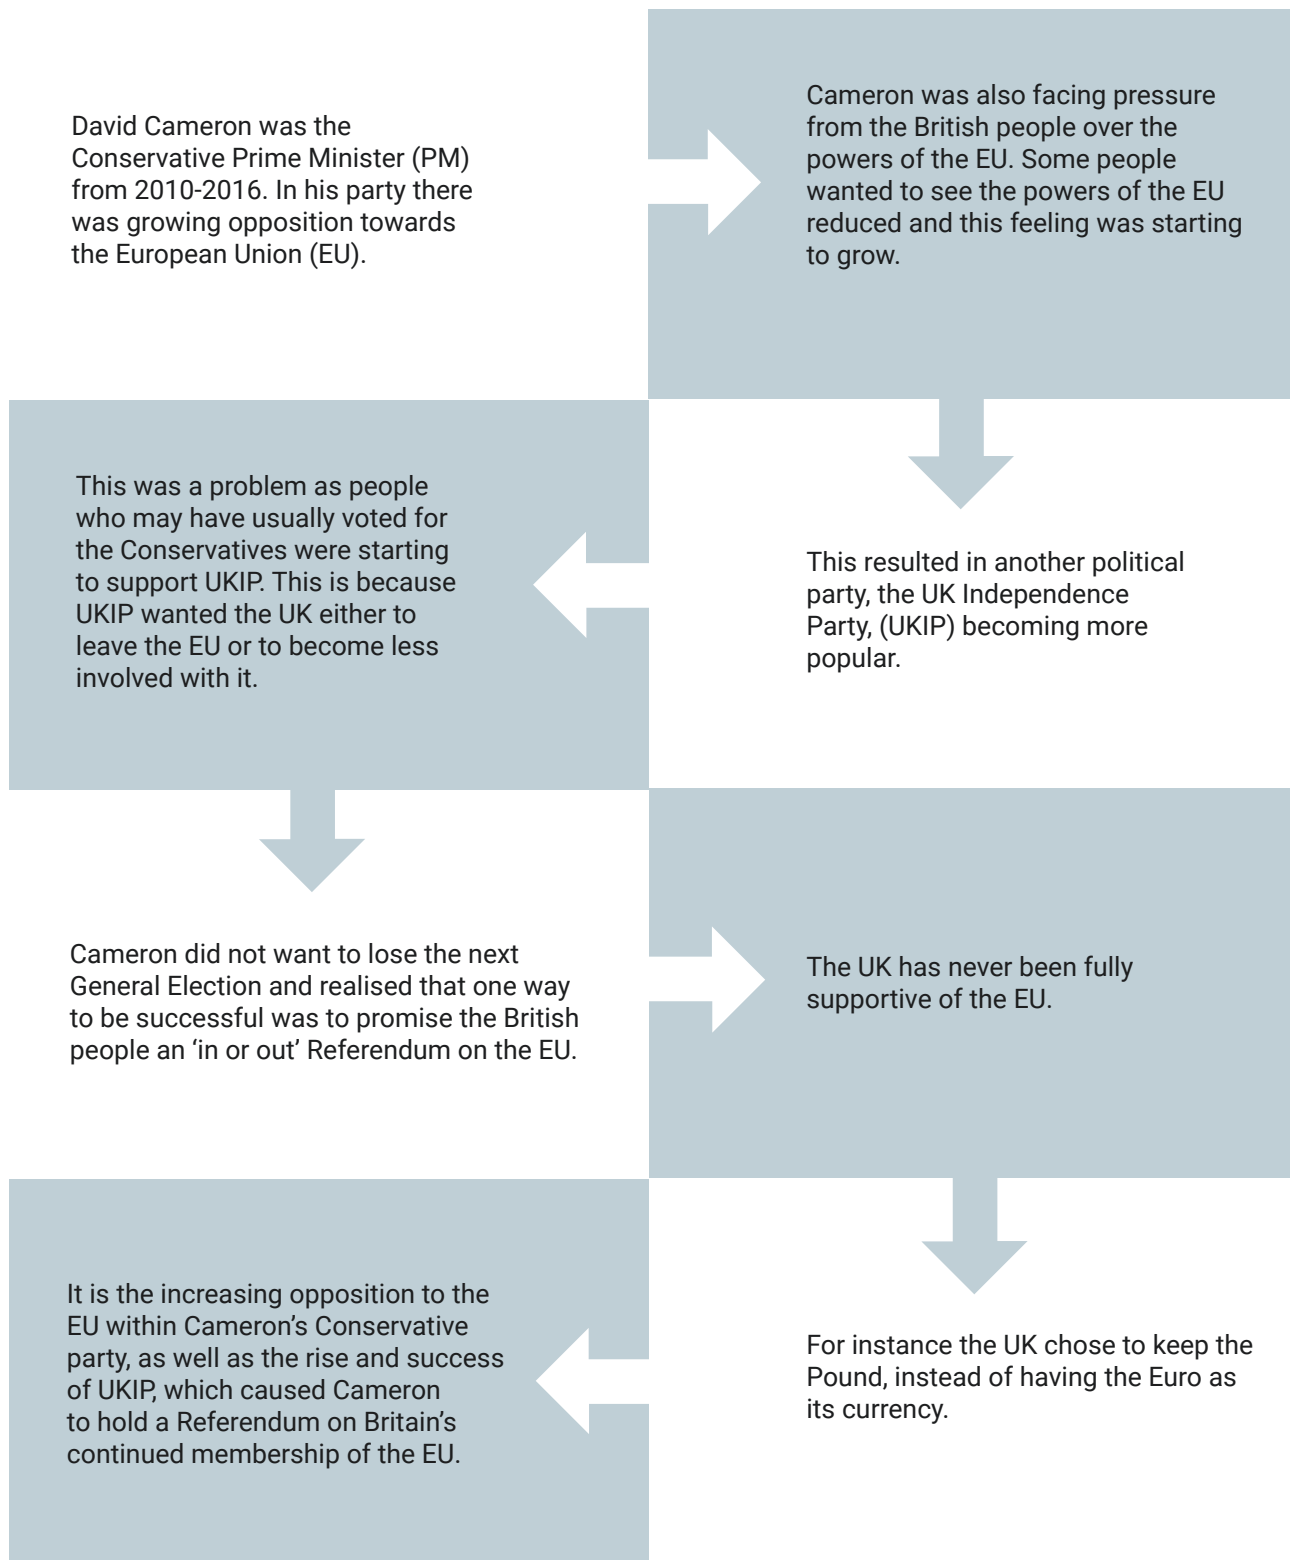 David Cameron was the
Conservative Prime Minister (PM)
from 2010-2016. In his party there
was growing opposition towards
the European Union (EU).
Cameron was also facing pressure
from the British people over the
powers of the EU. Some people
wanted to see the powers of the EU
reduced and this feeling was starting
to grow.
This resulted in another political
party, the UK Independence
Party, (UKIP) becoming more
popular.
This was a problem as people
who may have usually voted for
the Conservatives were starting
to support UKIP. This is because
UKIP wanted the UK either to
leave the EU or to become less
involved with it.
Cameron did not want to lose the next
General Election and realised that one way
to be successful was to promise the British
people an ‘in or out’ Referendum on the EU.
The UK has never been fully
supportive of the EU.
For instance the UK chose to keep the
Pound, instead of having the Euro as
its currency.
It is the increasing opposition to the
EU within Cameron’s Conservative
party, as well as the rise and success
of UKIP, which caused Cameron
to hold a Referendum on Britain’s
continued membership of the EU.